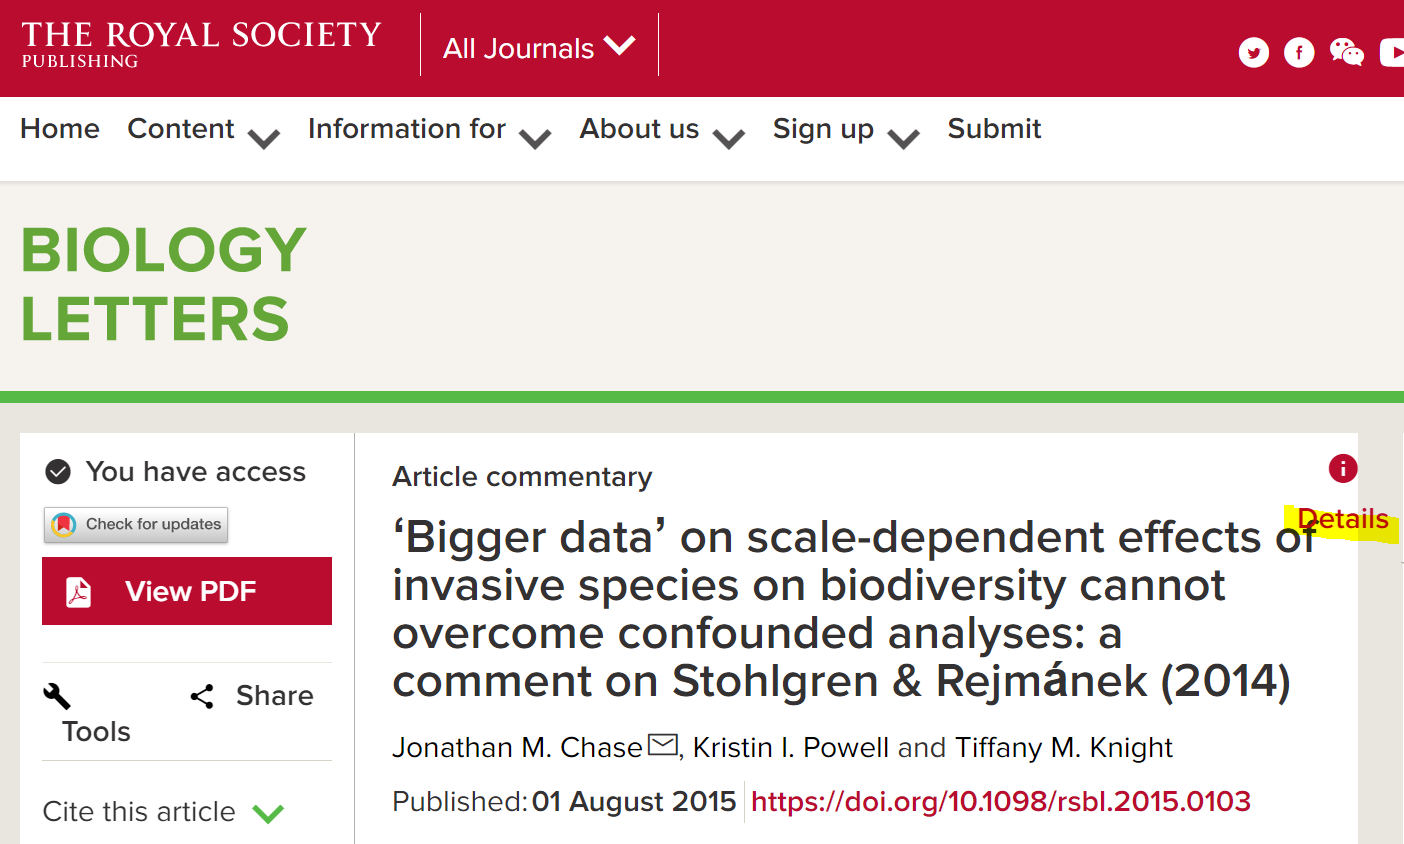 THE ROYAL SOCIETY
PUBLISHING
All Journals
Home Content Information for About us Sign up Submit
BIOLOGY
LETTERS
You have access
Check for updates
View PDF
Tools
Share
Cite this article
Article commentary
Details
‘Bigger data’ on scale-dependent effects of
invasive species on biodiversity cannot
overcome confounded analyses: a
comment on Stohlgren & Rejmánek (2014)
Jonathan M. Chase, Kristin I. Powell and Tiffany M. Knight
Published: 01 August 2015 https://doi.org/10.1098/rsbl.2015.0103